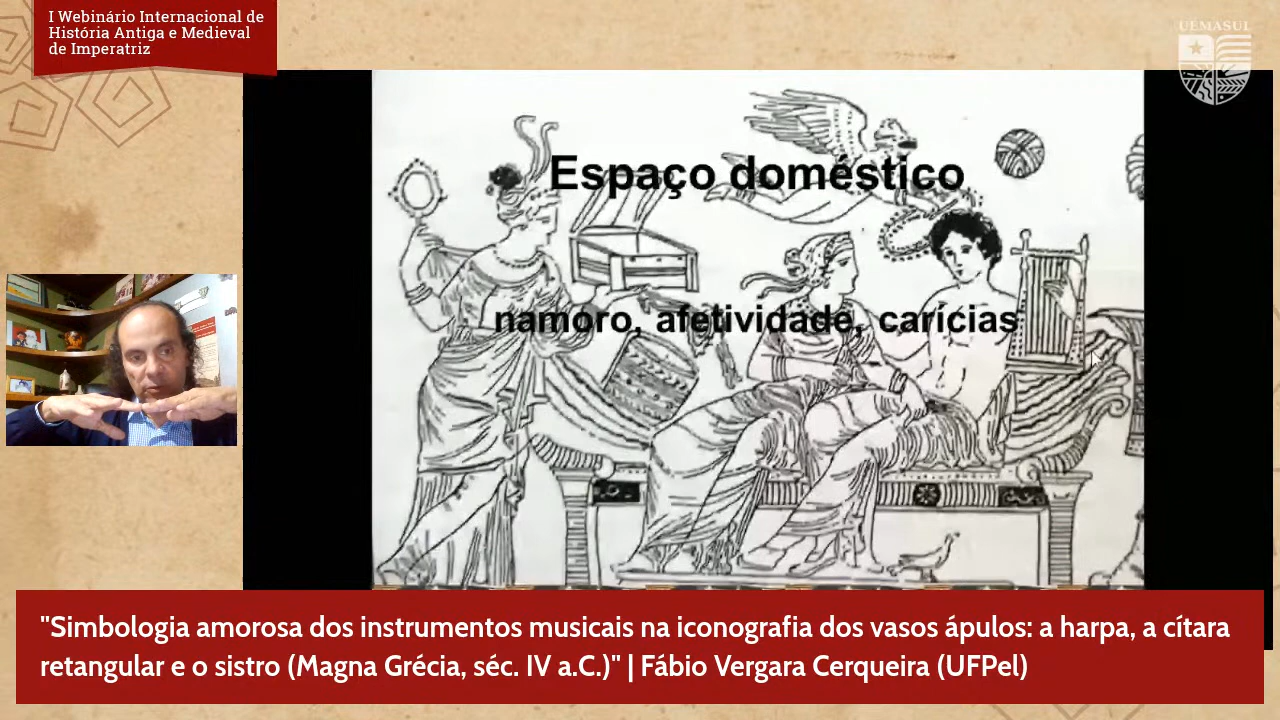 I Webinário Internacional de
História Antiga e Medieval
de Imperatriz
UEMASUL
Espaço doméstico
namoro, afetividade, carícias
"Simbologia amorosa dos instrumentos musicais na iconografia dos vasos ápulos: a harpa, a cítara
retangular e o sistro (Magna Grécia, séc. IV a.C.)" | Fábio Vergara Cerqueira (UFPel)